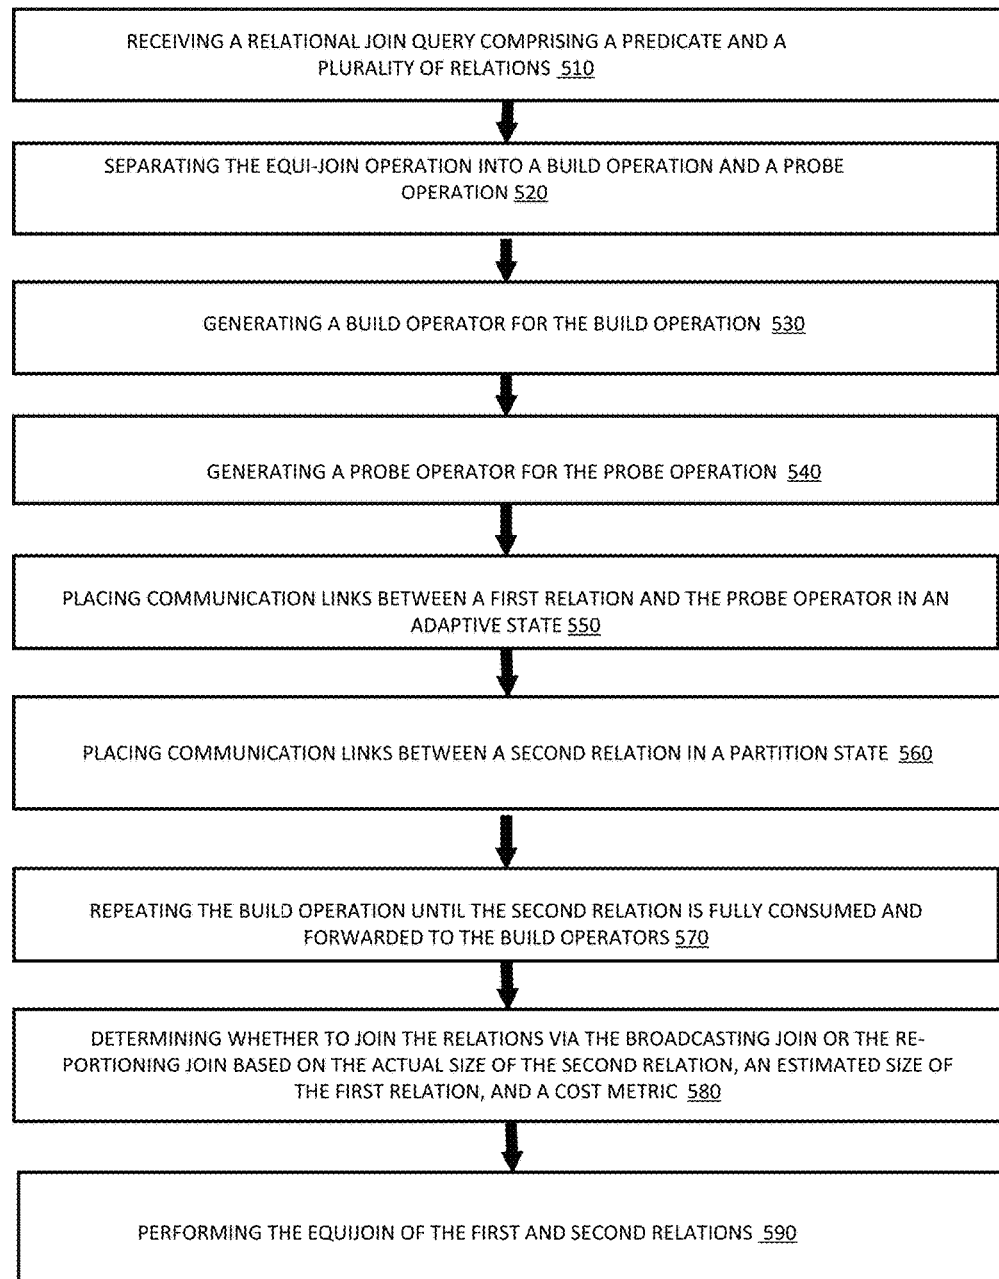 RECEIVING A RELATIONAL JOIN QUERY COMPRISING A PREDICATE AND A
PLURALITY OF RELATIONS 510
SEPARATING THE EQUI-JOIN OPERATION INTO A BUILD OPERATION AND A PROBE
OPERATION 520
GENERATING A BUILD OPERATOR FOR THE BUILD OPERATION 530
GENERATING A PROBE OPERATOR FOR THE PROBE OPERATION 540
PLACING COMMUNICATION LINKS BETWEEN A FIRST RELATION AND THE PROBE OPERATOR IN AN
ADAPTIVE STATE 550
PLACING COMMUNICATION LINKS BETWEEN A SECOND RELATION IN A PARTITION STATE 560
REPEATING THE BUILD OPERATION UNTIL THE SECOND RELATION IS FULLY CONSUMED AND
FORWARDED TO THE BUILD OPERATORS 570
DETERMINING WHETHER TO JOIN THE RELATIONS VIA THE BROADCASTING JOIN OR THE RE-
PORTIONING JOIN BASED ON THE ACTUAL SIZE OF THE SECOND RELATION, AN ESTIMATED SIZE OF
THE FIRST RELATION, AND A COST METRIC 580
PERFORMING THE EQUIJOIN OF THE FIRST AND SECOND RELATIONS 590